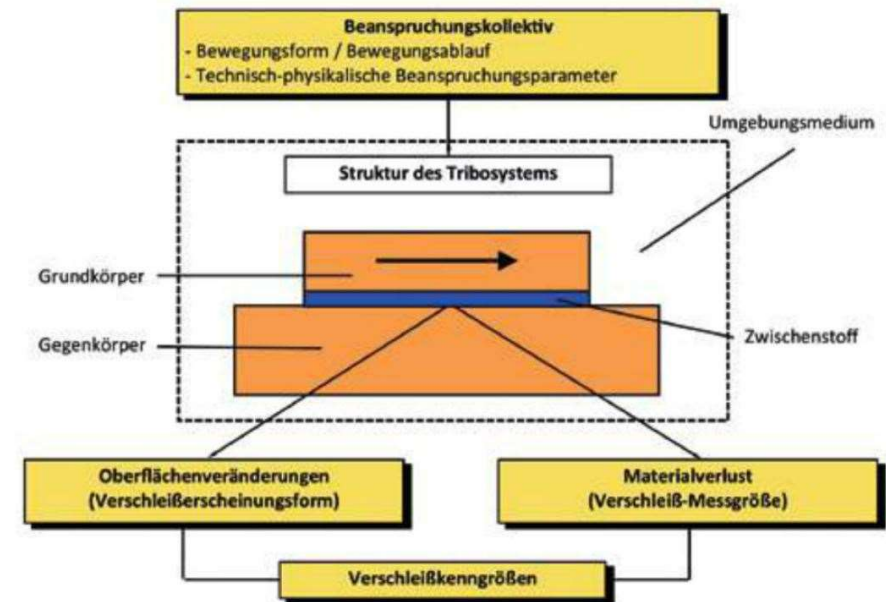 Beanspruchungskollektiv
- Bewegungsform / Bewegungsablauf
- Technisch-physikalische Beanspruchungsparameter
Umgebungsmedium
Struktur des Tribosystems
Grundkörper
Gegenkörper
Zwischenstoff
Oberflächenveränderungen
(Verschleißerscheinungsform)
Materialverlust
(Verschleiß-Messgröße)
Verschleißkenngrößen